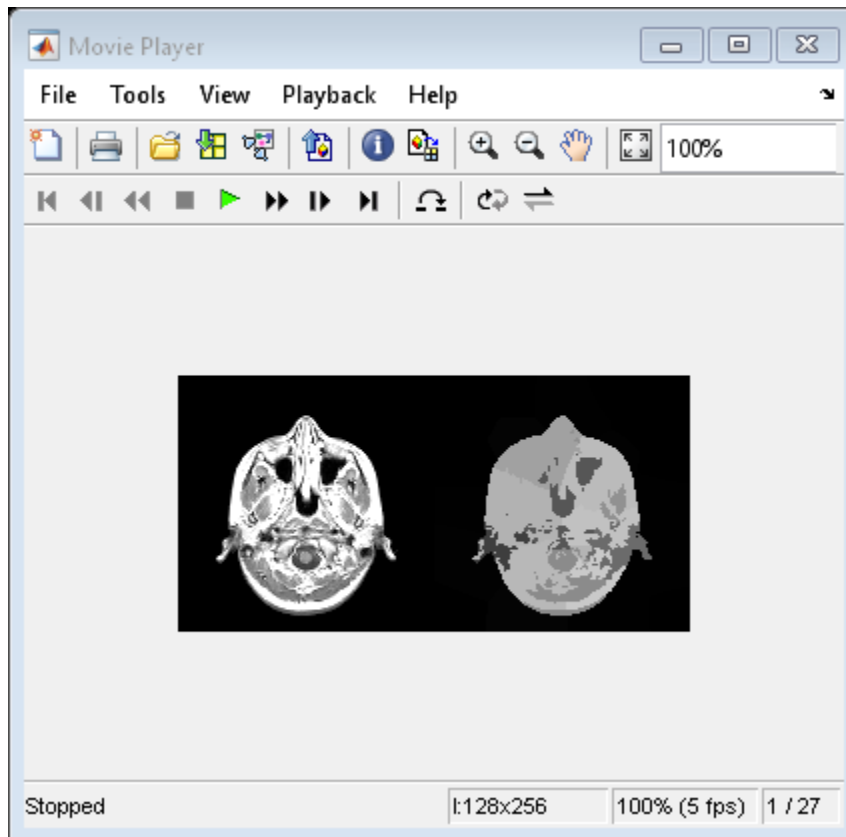 Movie Player
File Tools View Playback Help
100%
Stopped I:128x256 100% (5 fps) 1 / 27